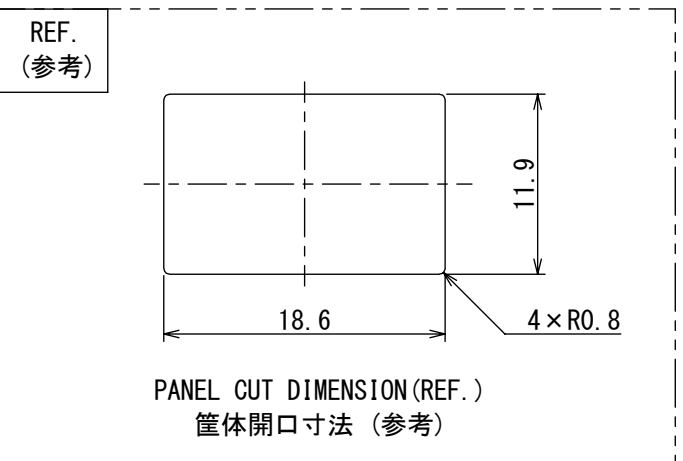 REF.
(参考)
11.9
18.6
4×R0.8
PANEL CUT DIMENSION(REF.)
筐体開口寸法 (参考)